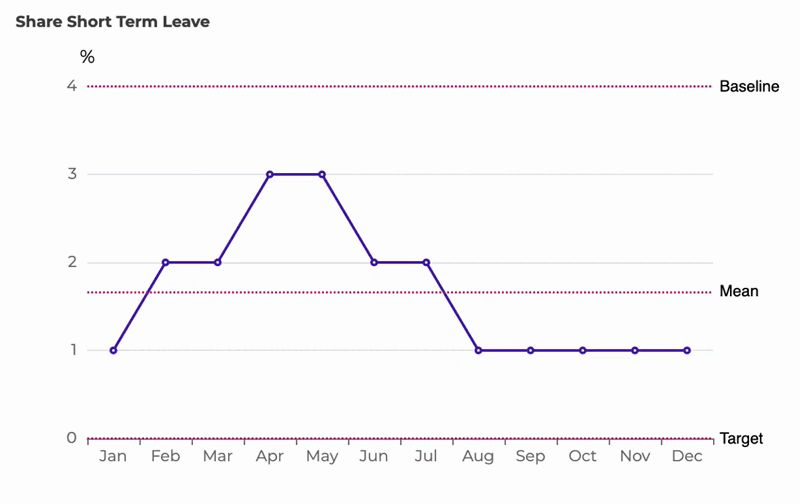 Share Short Term Leave
%
4
Baseline
3
2
Mean
1
0
Target
Jan Feb Mar Apr May Jun Jul Aug Sep Oct Nov Dec